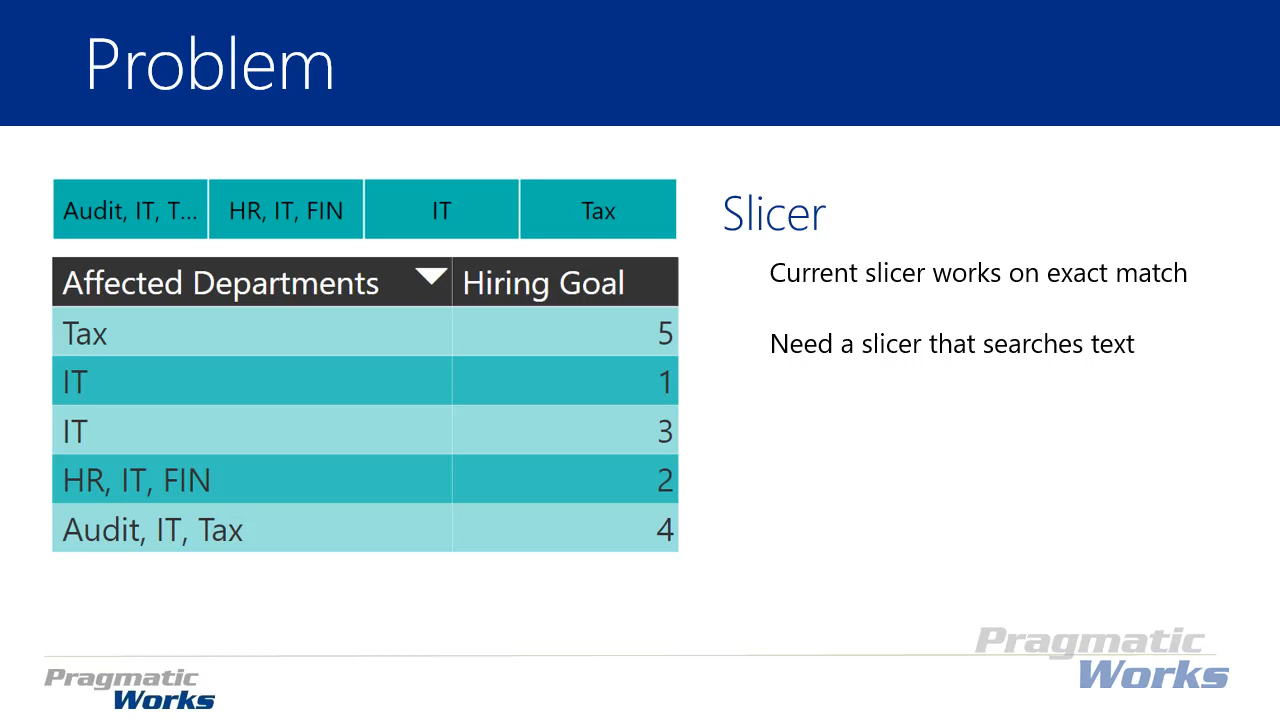 Problem
Audit, IT, T... HR, IT, FIN IT Tax
Slicer
Current slicer works on exact match
Need a slicer that searches text
Affected Departments Hiring Goal
Tax 5
IT 1
IT 3
HR, IT, FIN 2
Audit, IT, Tax 4
Pragmatic
Works
Pragmatic
Works